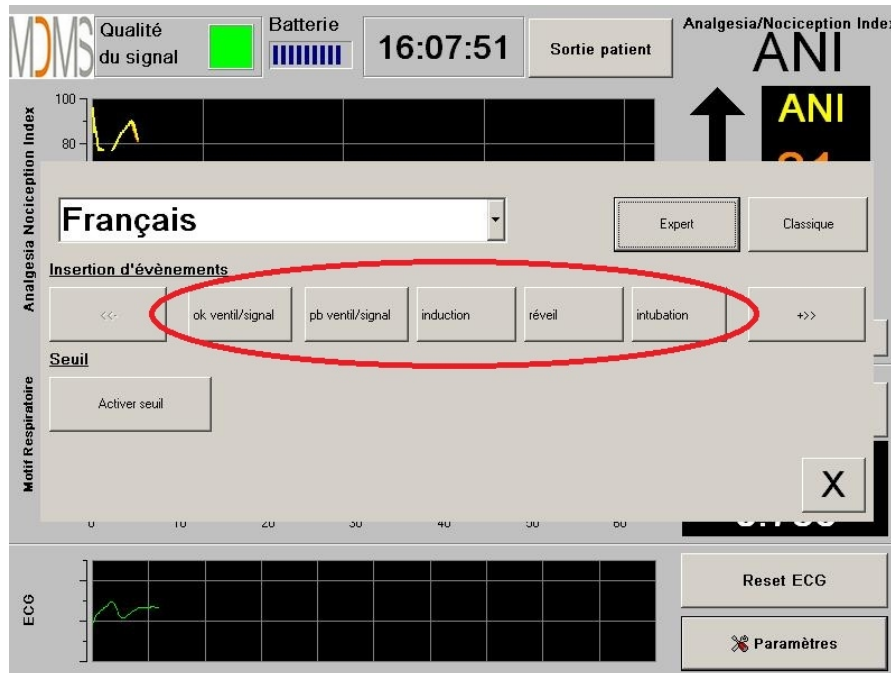 MDMS
Qualité
du signal
Batterie
16:07:51
Sortie patient
Analgesia/Nociception Inde
ANI
Analgesia Nociception Index
100
80
ANI
Français
Expert
Classique
Insertion d'évènements
<<-
ok ventil/signal
pb ventil/signal
induction
réveil
intubation
+>>
Seuil
Activer seuil
Motif Respiratoire
X
0 10 20 30 40 50 60
ECG
Reset ECG
Paramètres